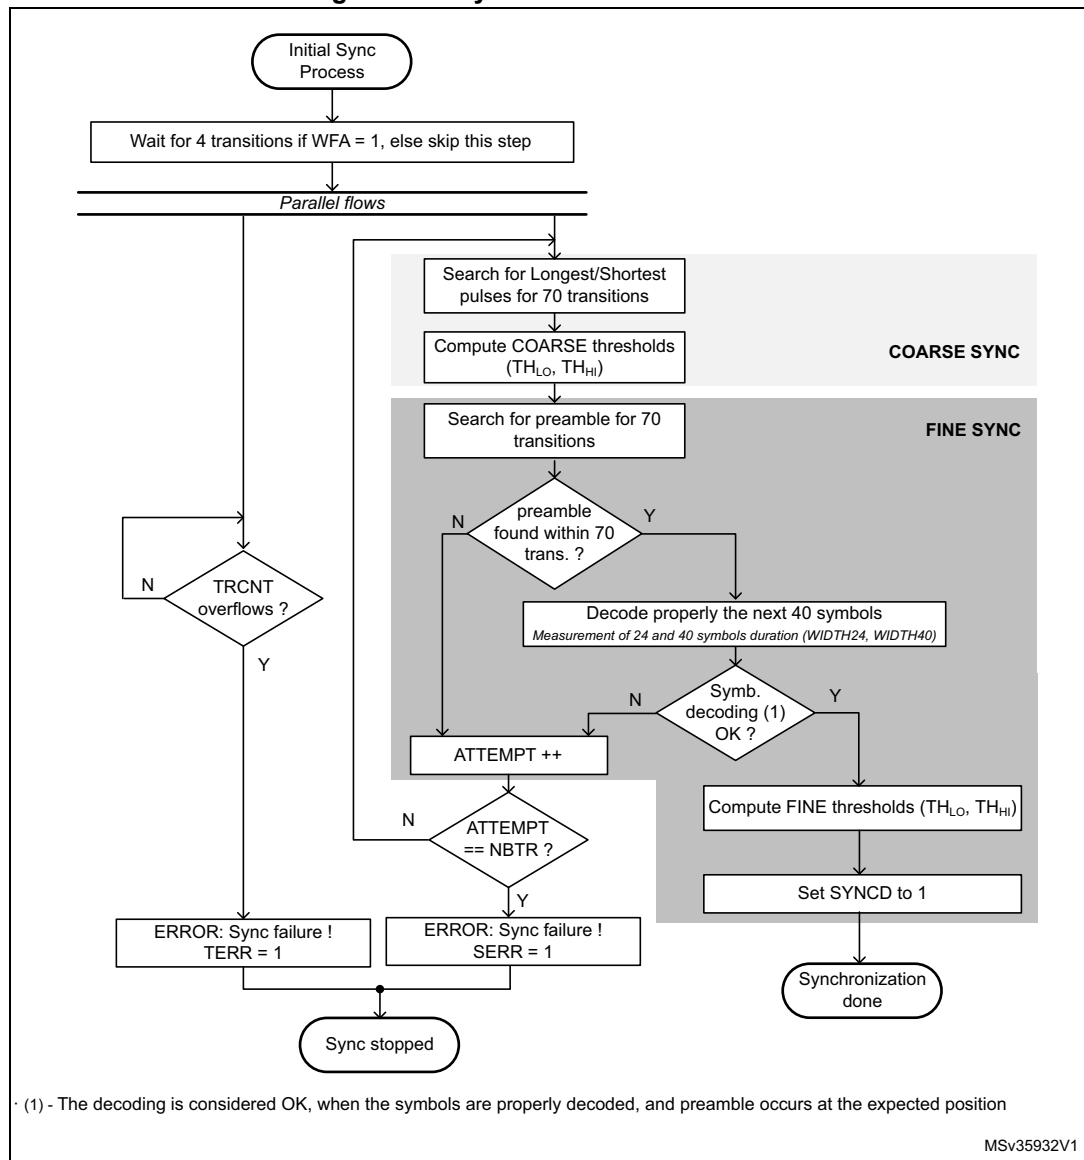 Initial Sync
Process
Wait for 4 transitions if WFA = 1, else skip this step
Parallel flows
Search for Longest/Shortest
pulses for 70 transitions
Compute COARSE thresholds
(TH_LO, TH_HI)
COARSE SYNC
Search for preamble for 70
transitions
FINE SYNC
N
preamble
found within 70
trans. ?
Y
N
TRCNT
overflows ?
Y
Decode properly the next 40 symbols
Measurement of 24 and 40 symbols duration (WIDTH24, WIDTH40)
N
Symb.
decoding (1)
OK ?
Y
ATTEMPT ++
N
ATTEMPT
== NBTR ?
Y
Compute FINE thresholds (TH_LO, TH_HI)
Set SYNCD to 1
ERROR: Sync failure !
TERR = 1
ERROR: Sync failure !
SERR = 1
Synchronization
done
Sync stopped
(1) - The decoding is considered OK, when the symbols are properly decoded, and preamble occurs at the expected position
MSv35932V1